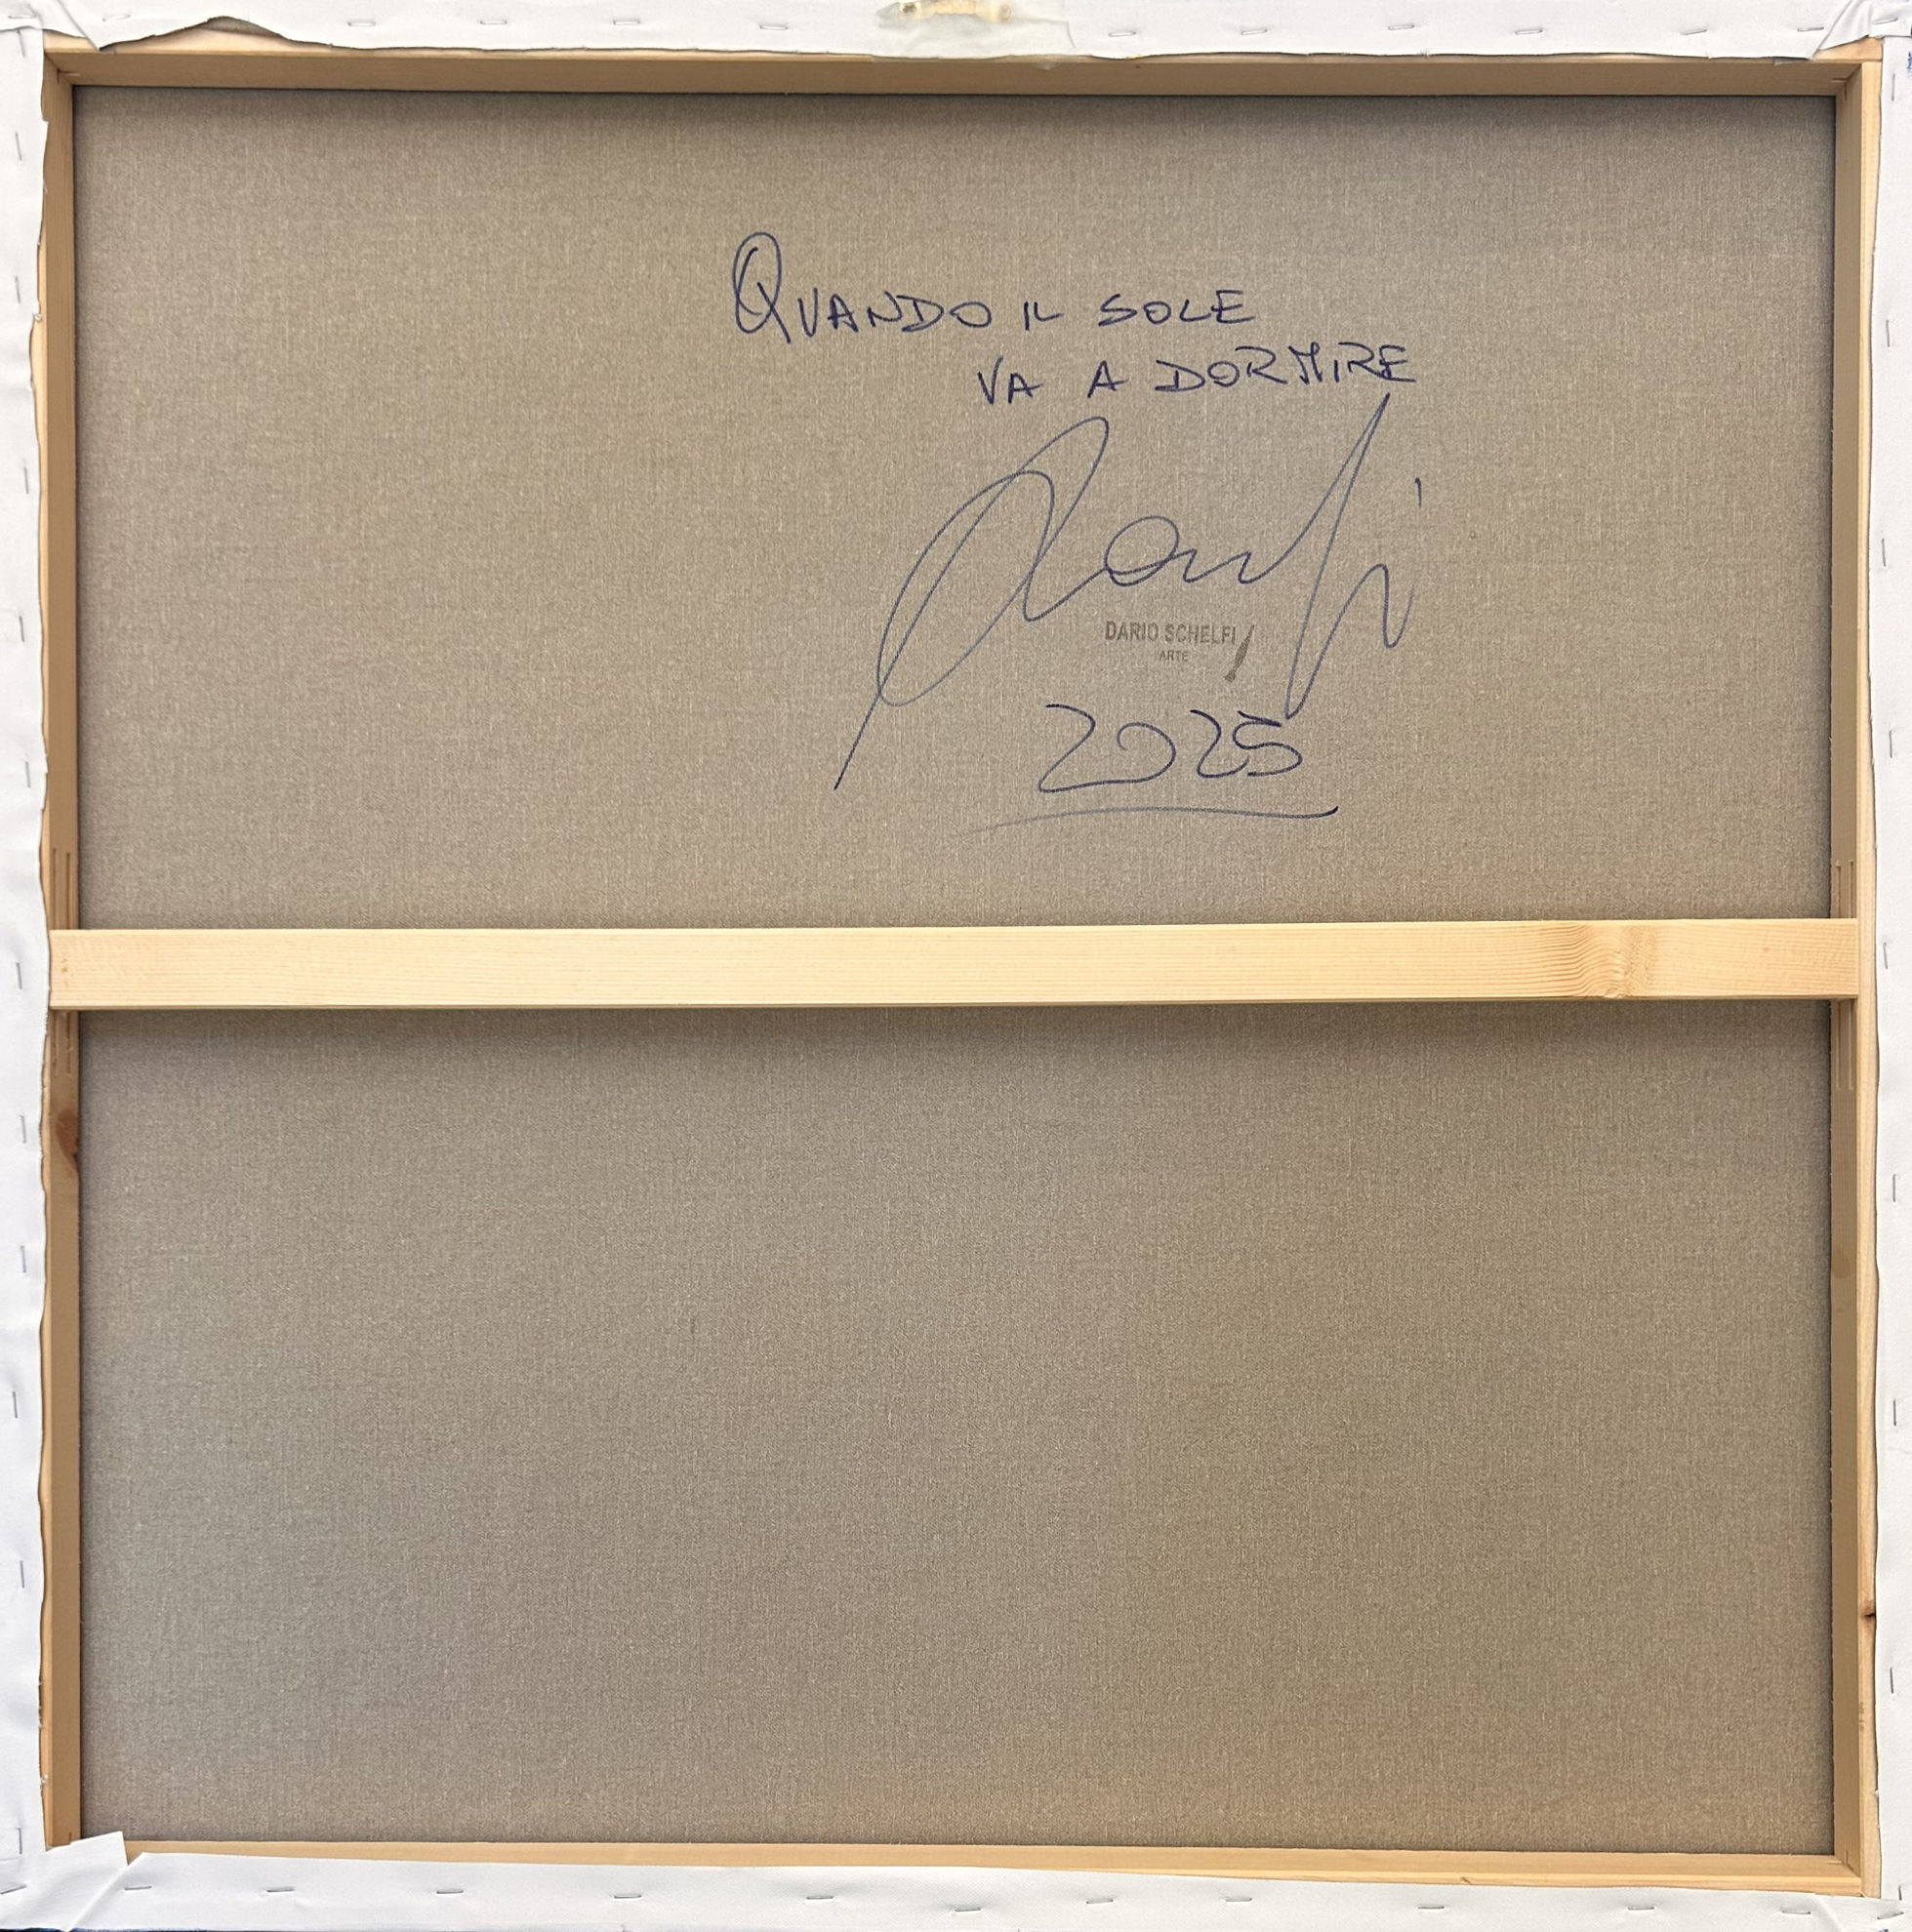 QUANDO IL SOLE
VA A DORMIRE
DARIO SCHELFI
ARTE
2025